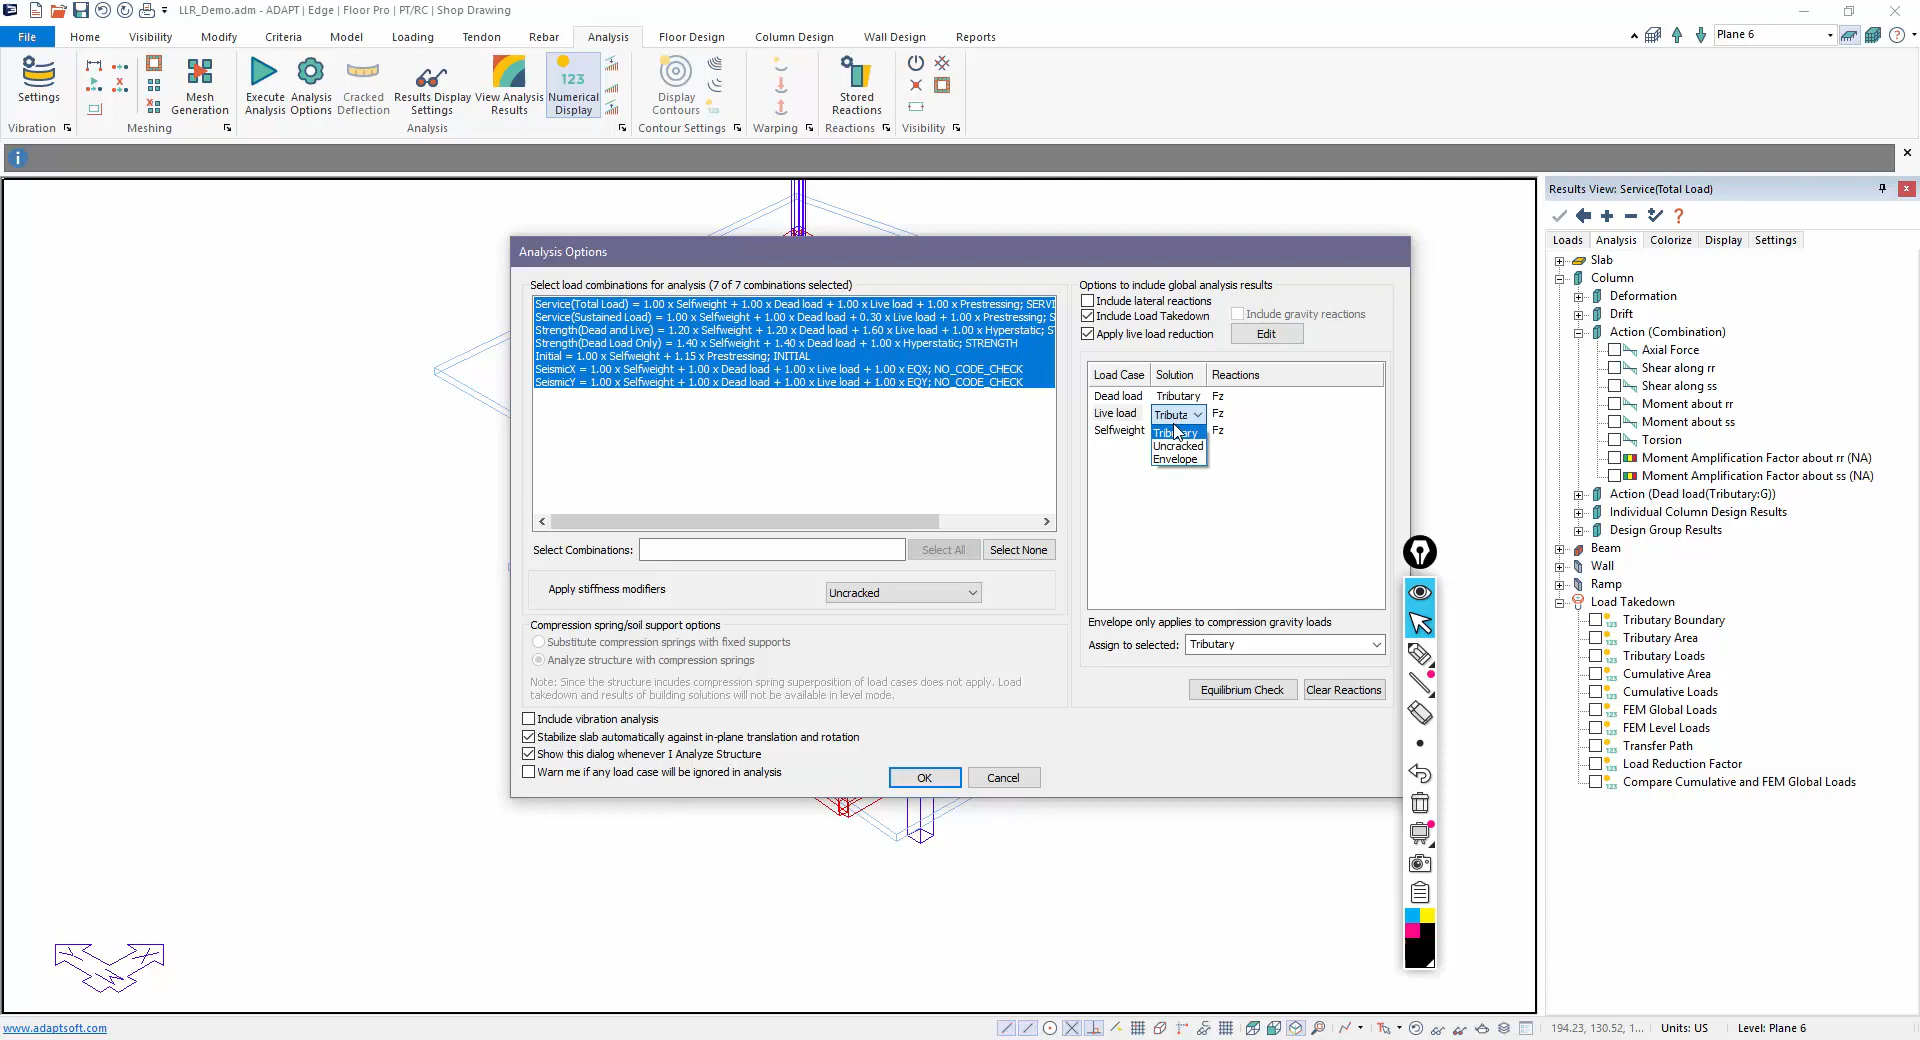 LLR_Demo.adm - ADAPT | Edge | Floor Pro | PT/RC | Shop Drawing
File Home Visibility Modify Criteria Model Loading Tendon Rebar Analysis Floor Design Column Design Wall Design Reports
Plane 6
Settings
Mesh Generation
Execute Analysis
Analysis Options
Cracked Deflection
Results Display Settings
View Analysis Results
123
Numerical Display
Display Contours
Stored Reactions
Vibration
Meshing
Analysis
Contour Settings
Warping
Reactions
Visibility
Results View: Service(Total Load)
Loads Analysis Colorize Display Settings
Slab
Column
Deformation
Drift
Action (Combination)
Axial Force
Shear along rr
Shear along ss
Moment about rr
Moment about ss
Torsion
Moment Amplification Factor about rr (NA)
Moment Amplification Factor about ss (NA)
Action (Dead load(Tributary:G))
Individual Column Design Results
Design Group Results
Beam
Wall
Ramp
Load Takedown
Tributary Boundary
Tributary Area
Tributary Loads
Cumulative Area
Cumulative Loads
FEM Global Loads
FEM Level Loads
Transfer Path
Load Reduction Factor
Compare Cumulative and FEM Global Loads
Analysis Options
Select load combinations for analysis (7 of 7 combinations selected)
Service(Total Load) = 1.00 x Selfweight + 1.00 x Dead load + 1.00 x Live load + 1.00 x Prestressing; SERVI
Service(Sustained Load) = 1.00 x Selfweight + 1.00 x Dead load + 0.30 x Live load + 1.00 x Prestressing; S
Strength(Dead and Live) = 1.20 x Selfweight + 1.20 x Dead load + 1.60 x Live load + 1.00 x Hyperstatic; ST
Strength(Dead Load Only) = 1.40 x Selfweight + 1.40 x Dead load + 1.00 x Hyperstatic; STRENGTH
Initial = 1.00 x Selfweight + 1.15 x Prestressing; INITIAL
SeismicX = 1.00 x Selfweight + 1.00 x Dead load + 1.00 x Live load + 1.00 x EQX; NO_CODE_CHECK
SeismicY = 1.00 x Selfweight + 1.00 x Dead load + 1.00 x Live load + 1.00 x EQY; NO_CODE_CHECK
Select Combinations: Select All Select None
Apply stiffness modifiers Uncracked
Compression spring/soil support options
Substitute compression springs with fixed supports
Analyze structure with compression springs
Note: Since the structure incudes compression spring superposition of load cases does not apply. Load
takedown and results of building solutions will not be available in level mode.
Include vibration analysis
Stabilize slab automatically against in-plane translation and rotation
Show this dialog whenever I Analyze Structure
Warn me if any load case will be ignored in analysis
OK Cancel
Options to include global analysis results
Include lateral reactions
Include Load Takedown Include gravity reactions
Apply live load reduction Edit
Load Case Solution Reactions
Dead load Tributary Fz
Live load Tributa Fz
Selfweight Fz
Tributary
Uncracked
Envelope
Envelope only applies to compression gravity loads
Assign to selected: Tributary
Equilibrium Check Clear Reactions
www.adaptsoft.com
194.23, 130.52, 1... Units: US Level: Plane 6